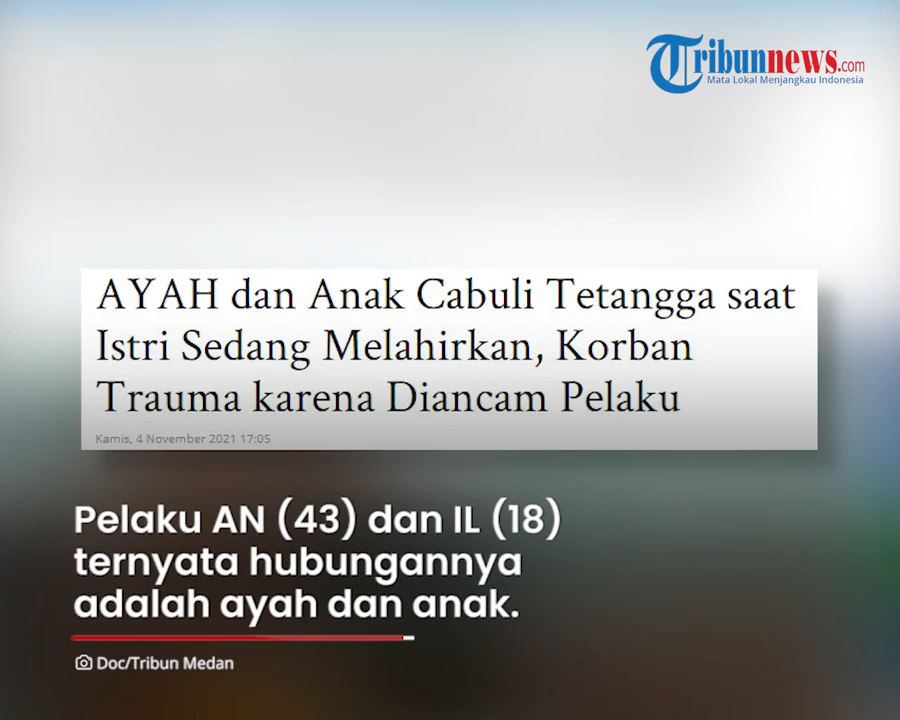 Tribunnews.com
Mata Lokal Menjangkau Indonesia
AYAH dan Anak Cabuli Tetangga saat
Istri Sedang Melahirkan, Korban
Trauma karena Diancam Pelaku
Kamis, 4 November 2021 17:05
Pelaku AN (43) dan IL (18)
ternyata hubungannya
adalah ayah dan anak.
Doc/Tribun Medan